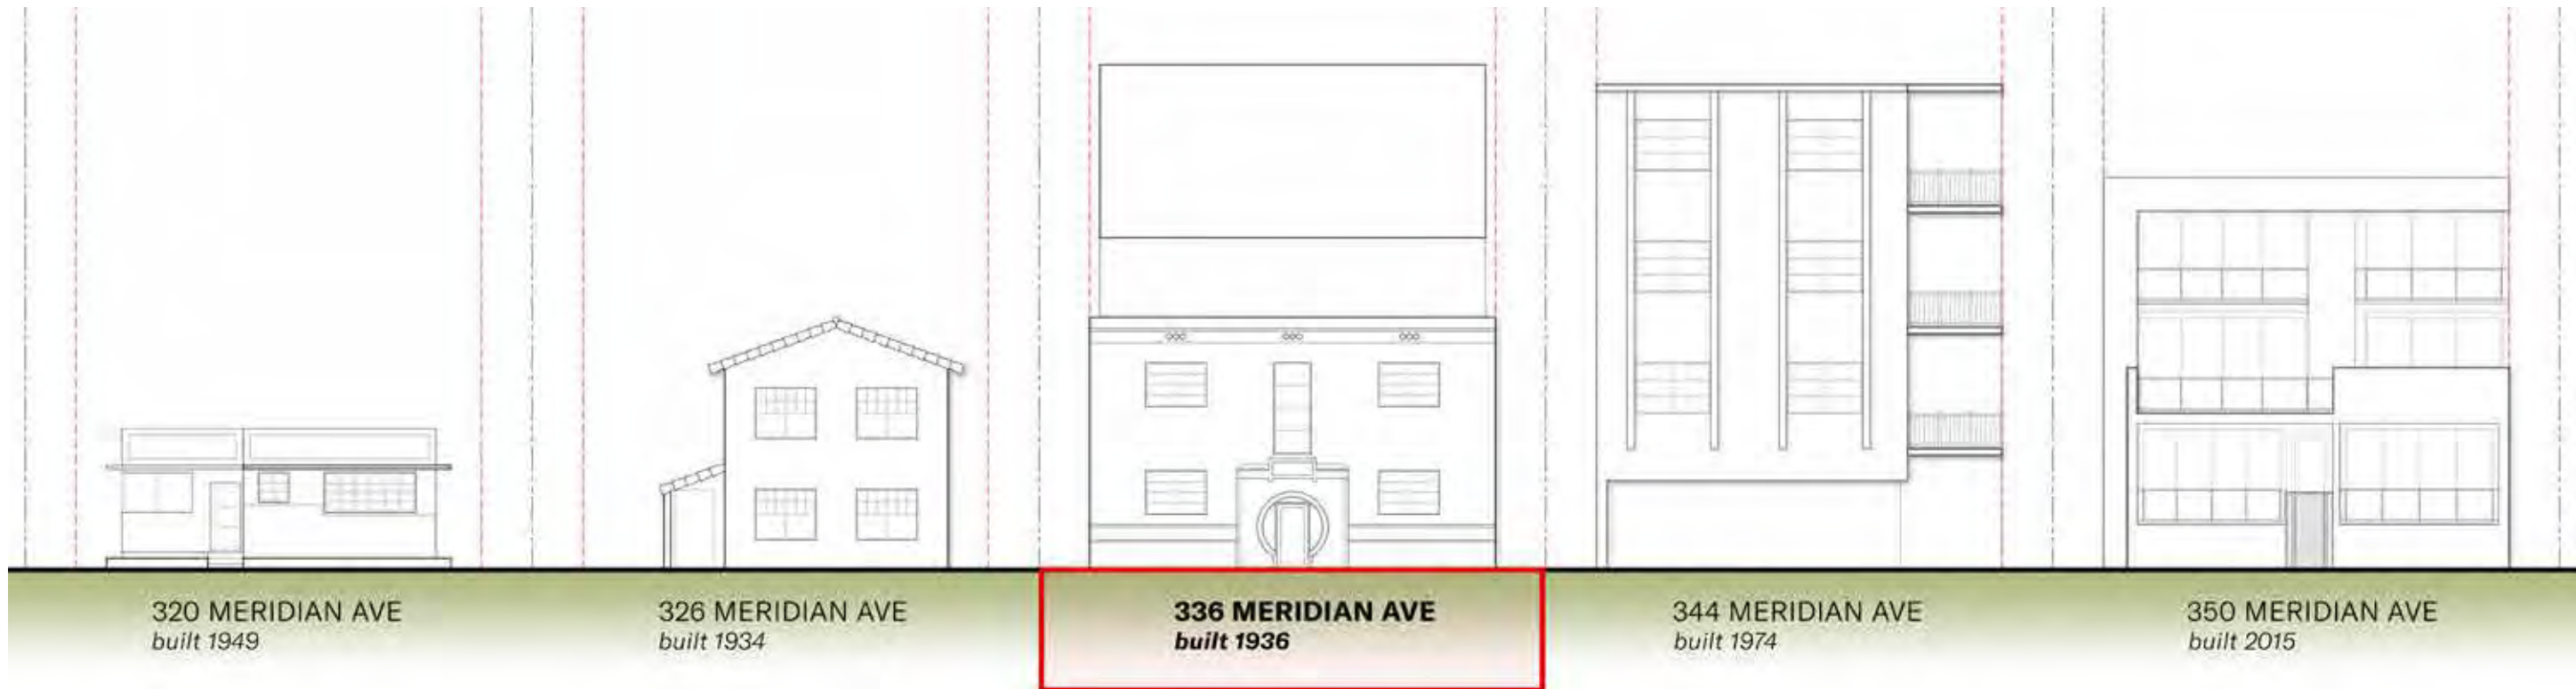 320 MERIDIAN AVE
built 1949
326 MERIDIAN AVE
built 1934
336 MERIDIAN AVE
built 1936
344 MERIDIAN AVE
built 1974
350 MERIDIAN AVE
built 2015